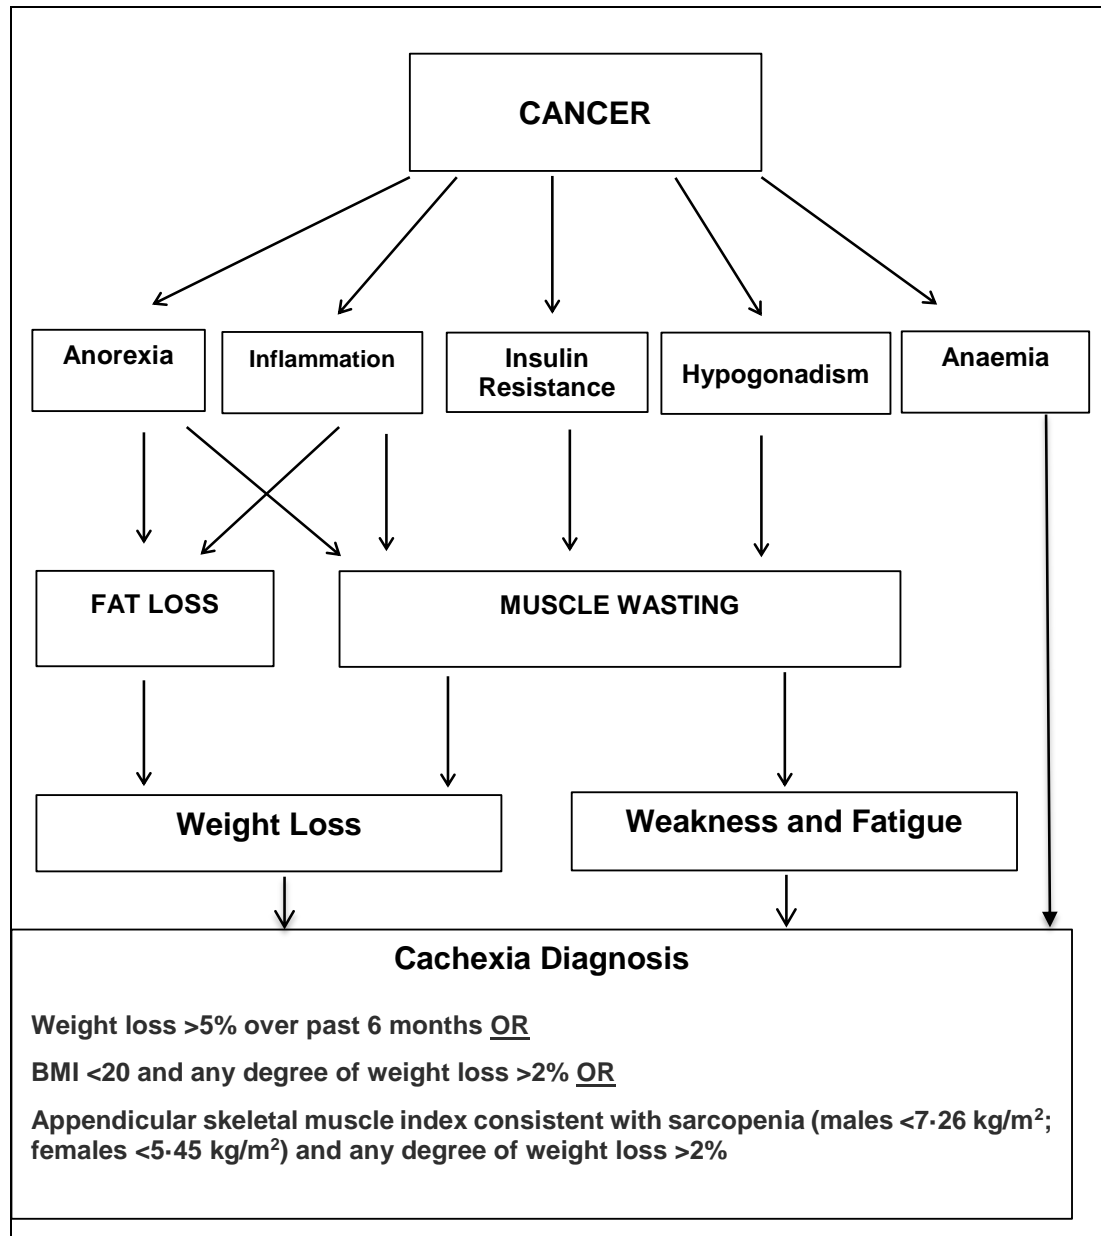 CANCER
Anorexia
Inflammation
Insulin
Resistance
Hypogonadism
Anaemia
FAT LOSS
MUSCLE WASTING
Weight Loss
Weakness and Fatigue
Cachexia Diagnosis
Weight loss >5% over past 6 months OR
BMI <20 and any degree of weight loss >2% OR
Appendicular skeletal muscle index consistent with sarcopenia (males <7·26 kg/m²;
females <5·45 kg/m²) and any degree of weight loss >2%